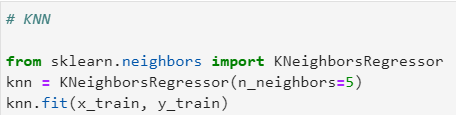 # KNN
from sklearn.neighbors import KNeighborsRegressor
knn = KNeighborsRegressor(n_neighbors=5)
knn.fit(x_train, y_train)